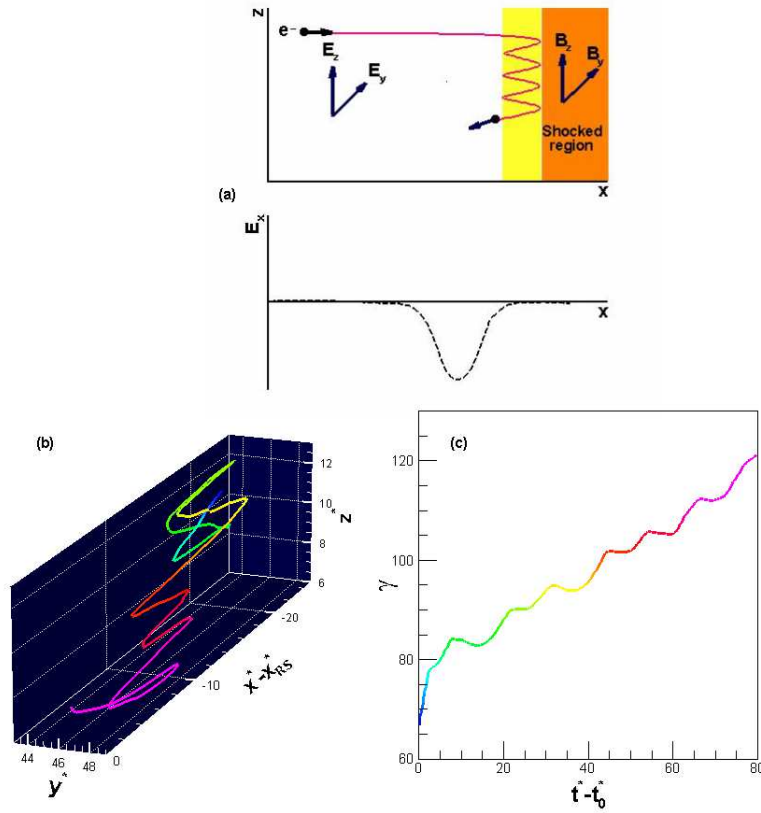 z
e⁻
E_z
E_y
B_z
B_y
Shocked
region
x
(a)
E_x
x
(b)
12
10
8
6
z*
-20
-10
0
x*-x*_RS
44
46
48
y*
(c)
120
100
80
60
γ
0
20
40
60
80
t*-t*_0